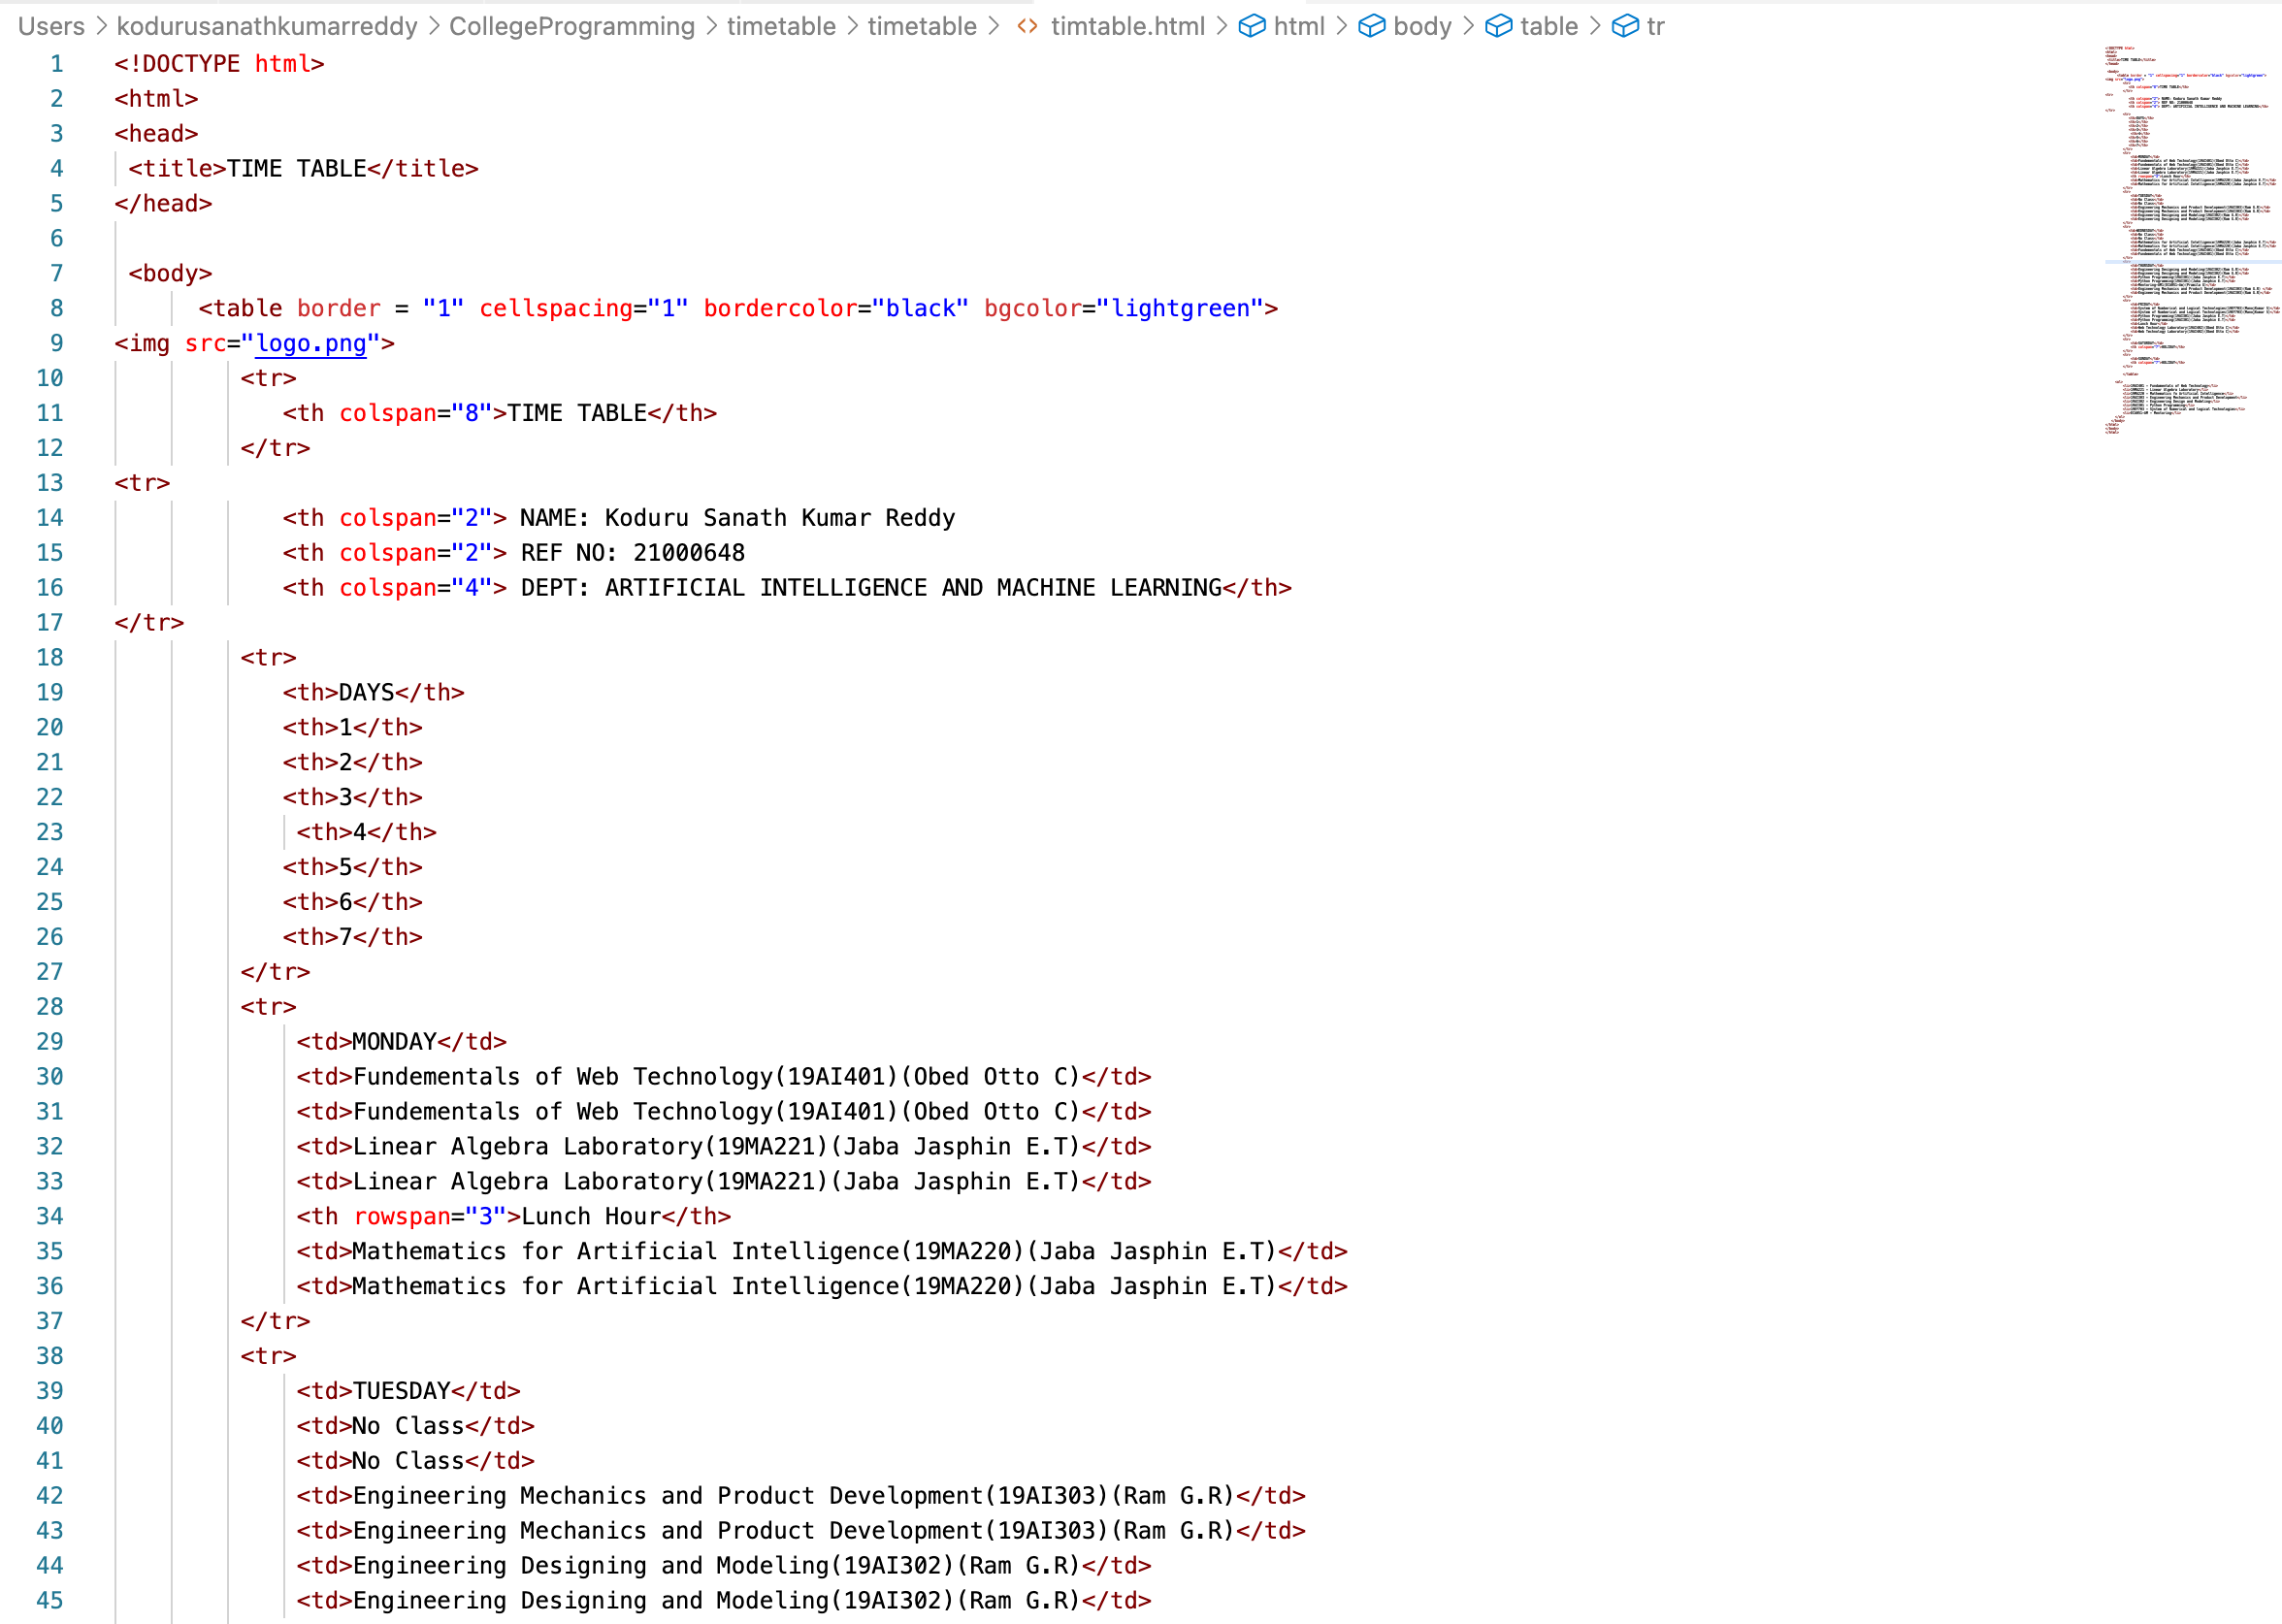 Users > kodurusanathkumarreddy > CollegeProgramming > timetable > timetable > <> timtable.html > html > body > table > tr
1 <!DOCTYPE html>
2 <html>
3 <head>
4 <title>TIME TABLE</title>
5 </head>
6
7 <body>
8 <table border = "1" cellspacing="1" bordercolor="black" bgcolor="lightgreen">
9 <img src="logo.png">
10 <tr>
11 <th colspan="8">TIME TABLE</th>
12 </tr>
13 <tr>
14 <th colspan="2"> NAME: Koduru Sanath Kumar Reddy
15 <th colspan="2"> REF NO: 21000648
16 <th colspan="4"> DEPT: ARTIFICIAL INTELLIGENCE AND MACHINE LEARNING</th>
17 </tr>
18 <tr>
19 <th>DAYS</th>
20 <th>1</th>
21 <th>2</th>
22 <th>3</th>
23 <th>4</th>
24 <th>5</th>
25 <th>6</th>
26 <th>7</th>
27 </tr>
28 <tr>
29 <td>MONDAY</td>
30 <td>Fundementals of Web Technology(19AI401)(Obed Otto C)</td>
31 <td>Fundementals of Web Technology(19AI401)(Obed Otto C)</td>
32 <td>Linear Algebra Laboratory(19MA221)(Jaba Jasphin E.T)</td>
33 <td>Linear Algebra Laboratory(19MA221)(Jaba Jasphin E.T)</td>
34 <th rowspan="3">Lunch Hour</th>
35 <td>Mathematics for Artificial Intelligence(19MA220)(Jaba Jasphin E.T)</td>
36 <td>Mathematics for Artificial Intelligence(19MA220)(Jaba Jasphin E.T)</td>
37 </tr>
38 <tr>
39 <td>TUESDAY</td>
40 <td>No Class</td>
41 <td>No Class</td>
42 <td>Engineering Mechanics and Product Development(19AI303)(Ram G.R)</td>
43 <td>Engineering Mechanics and Product Development(19AI303)(Ram G.R)</td>
44 <td>Engineering Designing and Modeling(19AI302)(Ram G.R)</td>
45 <td>Engineering Designing and Modeling(19AI302)(Ram G.R)</td>